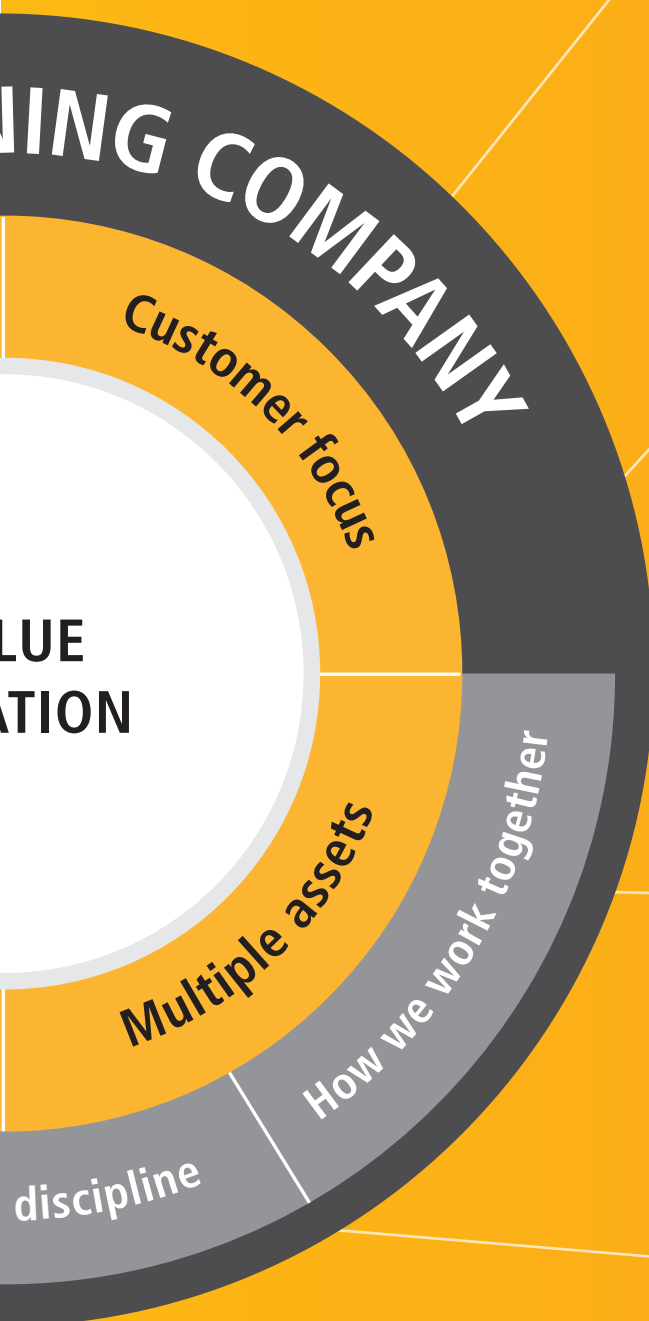 NING COMPANY
Customer focus
LUE
ATION
Multiple assets
How we work together
discipline